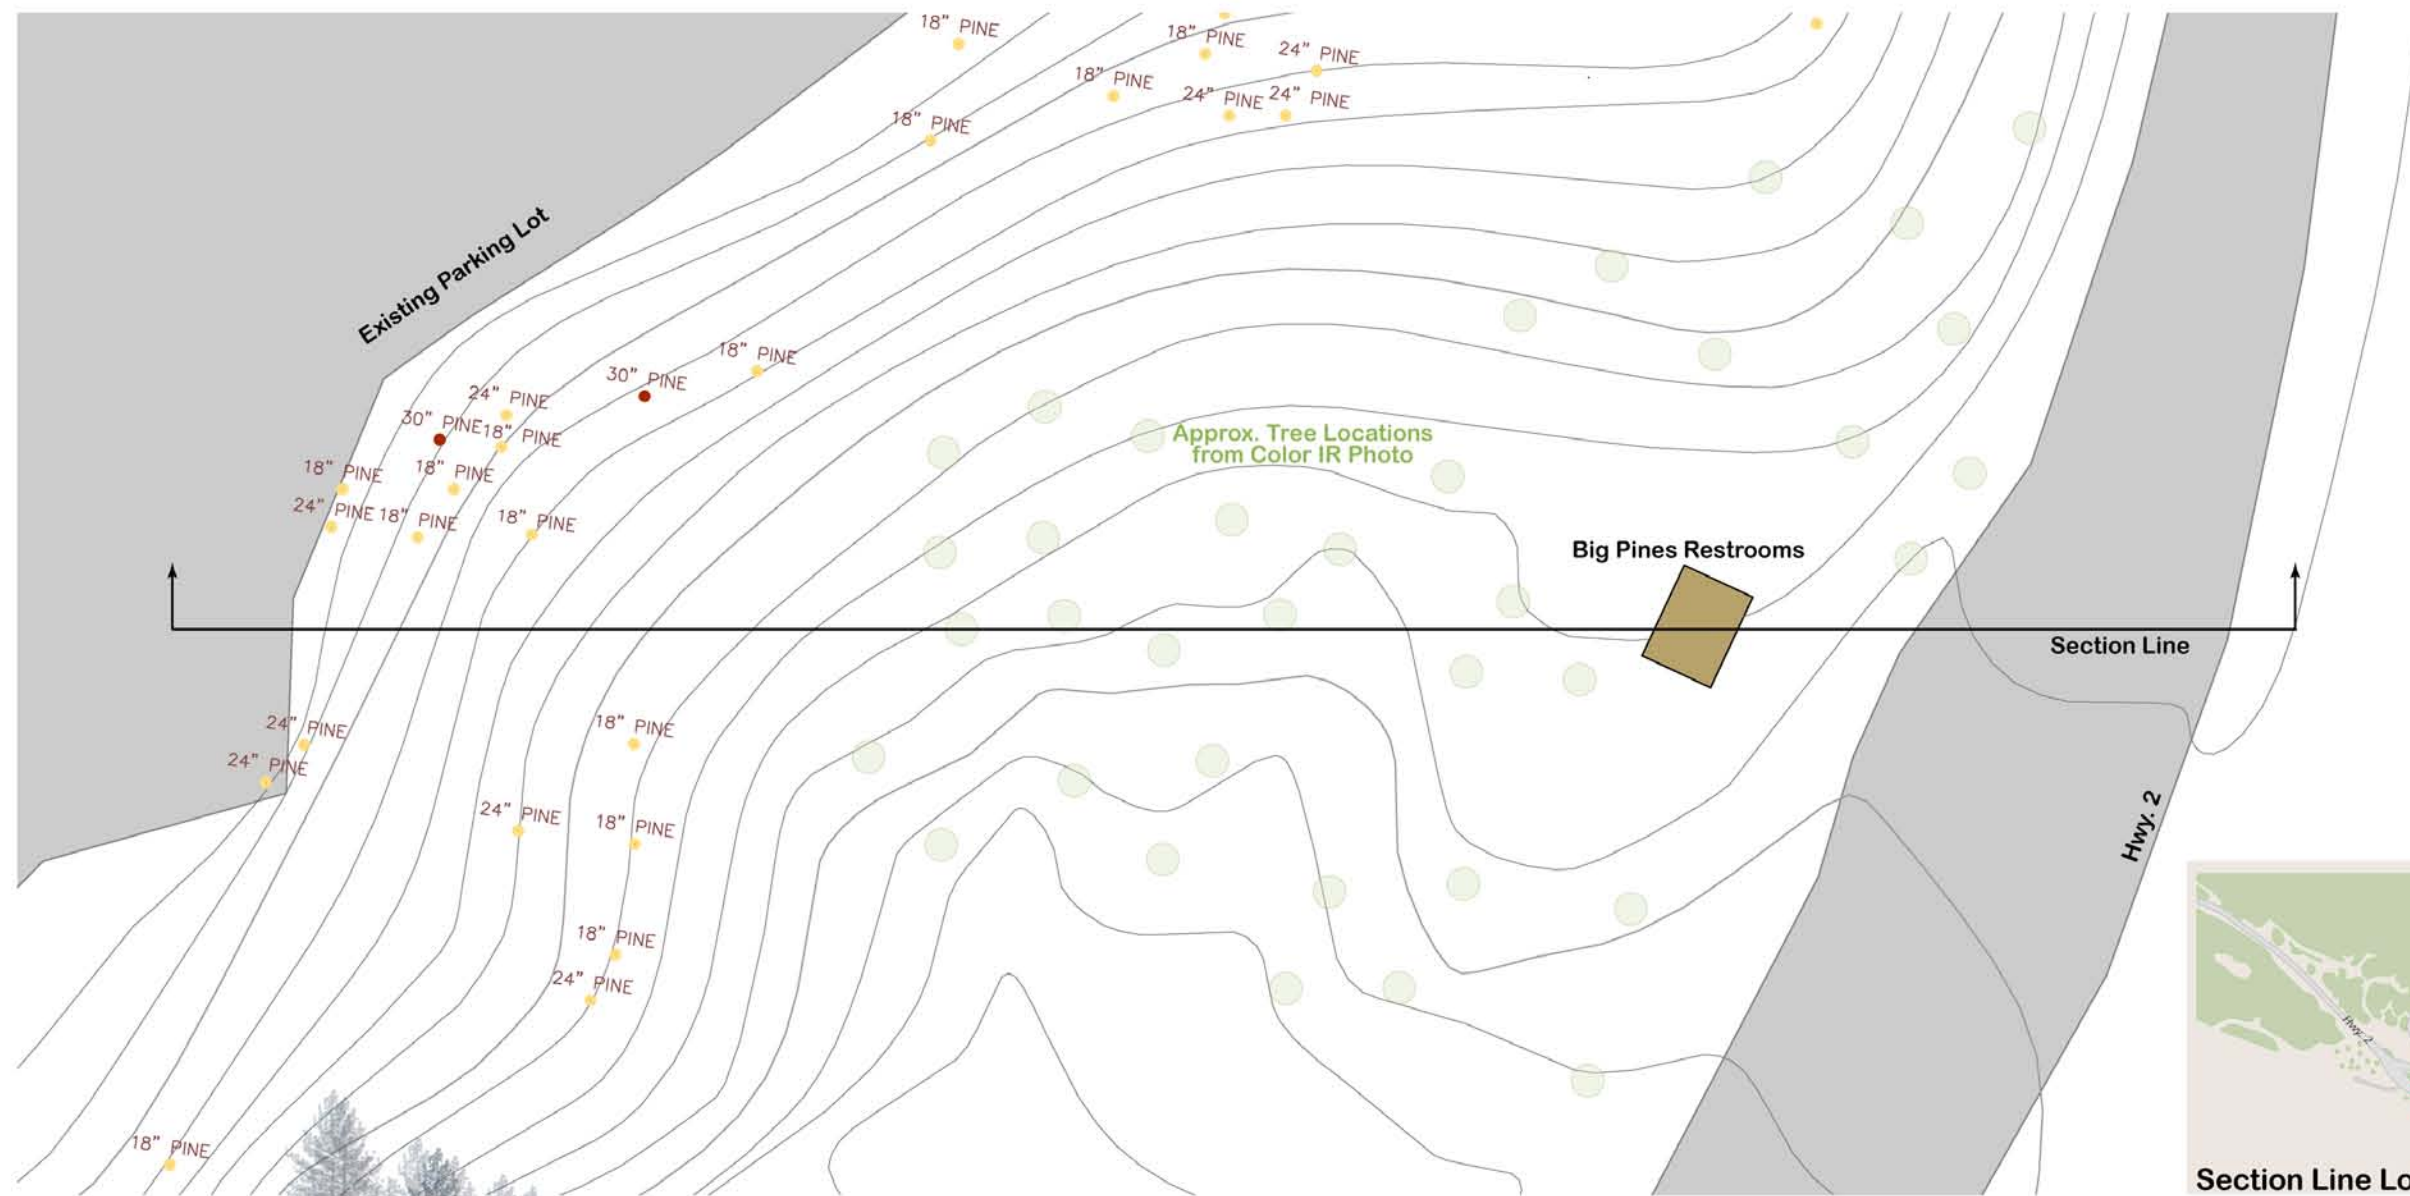 18” PINE
18” PINE
24” PINE
18” PINE
24” PINE
24” PINE
18” PINE
Existing Parking Lot
18” PINE
30” PINE
24” PINE
30” PINE
18” PINE
18” PINE
18” PINE
24” PINE
18” PINE
18” PINE
Approx. Tree Locations
from Color IR Photo
Big Pines Restrooms
Section Line
24” PINE
24” PINE
18” PINE
24” PINE
18” PINE
18” PINE
24” PINE
18” PINE
Hwy. 2
Hwy. 2
Section Line Lo